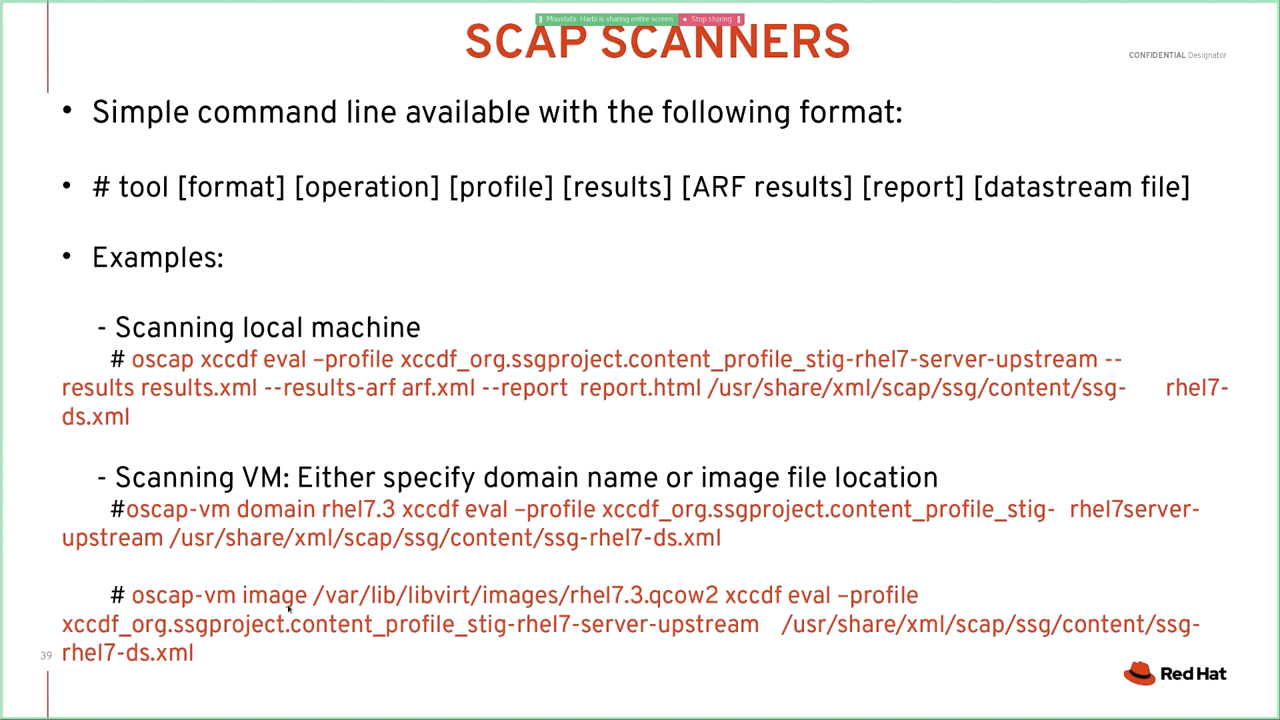 Moustafa Harbi is sharing entire screen Stop sharing
SCAP SCANNERS
CONFIDENTIAL Designator
• Simple command line available with the following format:
• # tool [format] [operation] [profile] [results] [ARF results] [report] [datastream file]
• Examples:
- Scanning local machine
# oscap xccdf eval –profile xccdf_org.ssgproject.content_profile_stig-rhel7-server-upstream --
results results.xml --results-arf arf.xml --report report.html /usr/share/xml/scap/ssg/content/ssg- rhel7-
ds.xml
- Scanning VM: Either specify domain name or image file location
#oscap-vm domain rhel7.3 xccdf eval –profile xccdf_org.ssgproject.content_profile_stig- rhel7server-
upstream /usr/share/xml/scap/ssg/content/ssg-rhel7-ds.xml
# oscap-vm image /var/lib/libvirt/images/rhel7.3.qcow2 xccdf eval –profile
xccdf_org.ssgproject.content_profile_stig-rhel7-server-upstream /usr/share/xml/scap/ssg/content/ssg-
rhel7-ds.xml
39
Red Hat